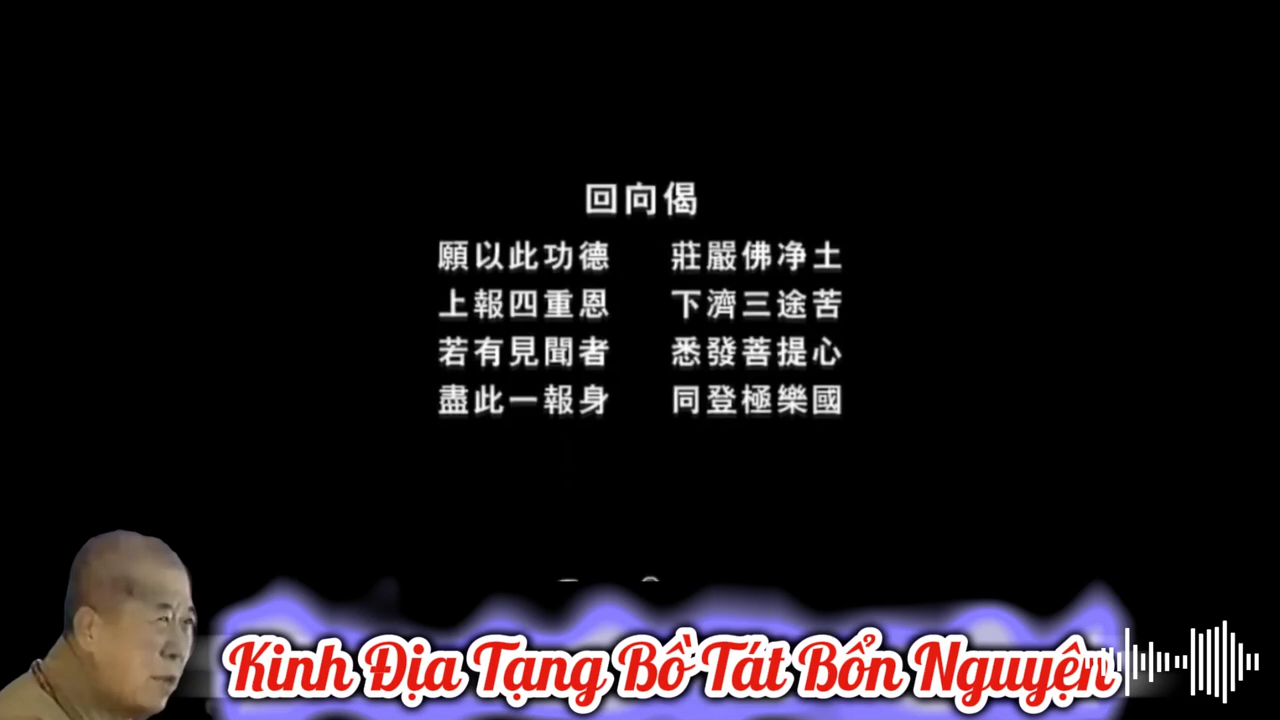 回向偈
願以此功德 莊嚴佛净土
上報四重恩 下濟三途苦
若有見聞者 悉發菩提心
盡此一報身 同登極樂國
Kinh Địa Tạng Bồ Tát Bổn Nguyện